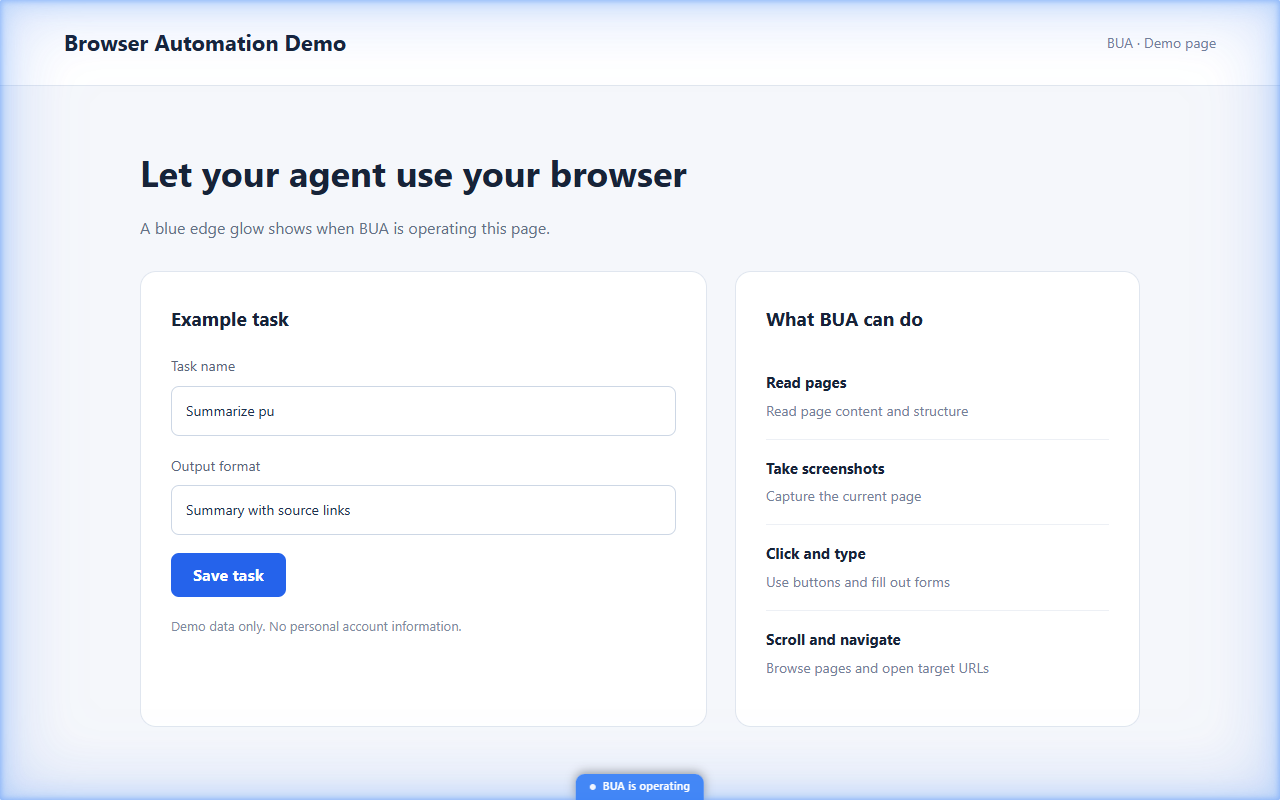 Browser Automation Demo
BUA · Demo page
Let your agent use your browser
A blue edge glow shows when BUA is operating this page.
Example task
Task name
Summarize pu
Output format
Summary with source links
Save task
Demo data only. No personal account information.
What BUA can do
Read pages
Read page content and structure
Take screenshots
Capture the current page
Click and type
Use buttons and fill out forms
Scroll and navigate
Browse pages and open target URLs
BUA is operating